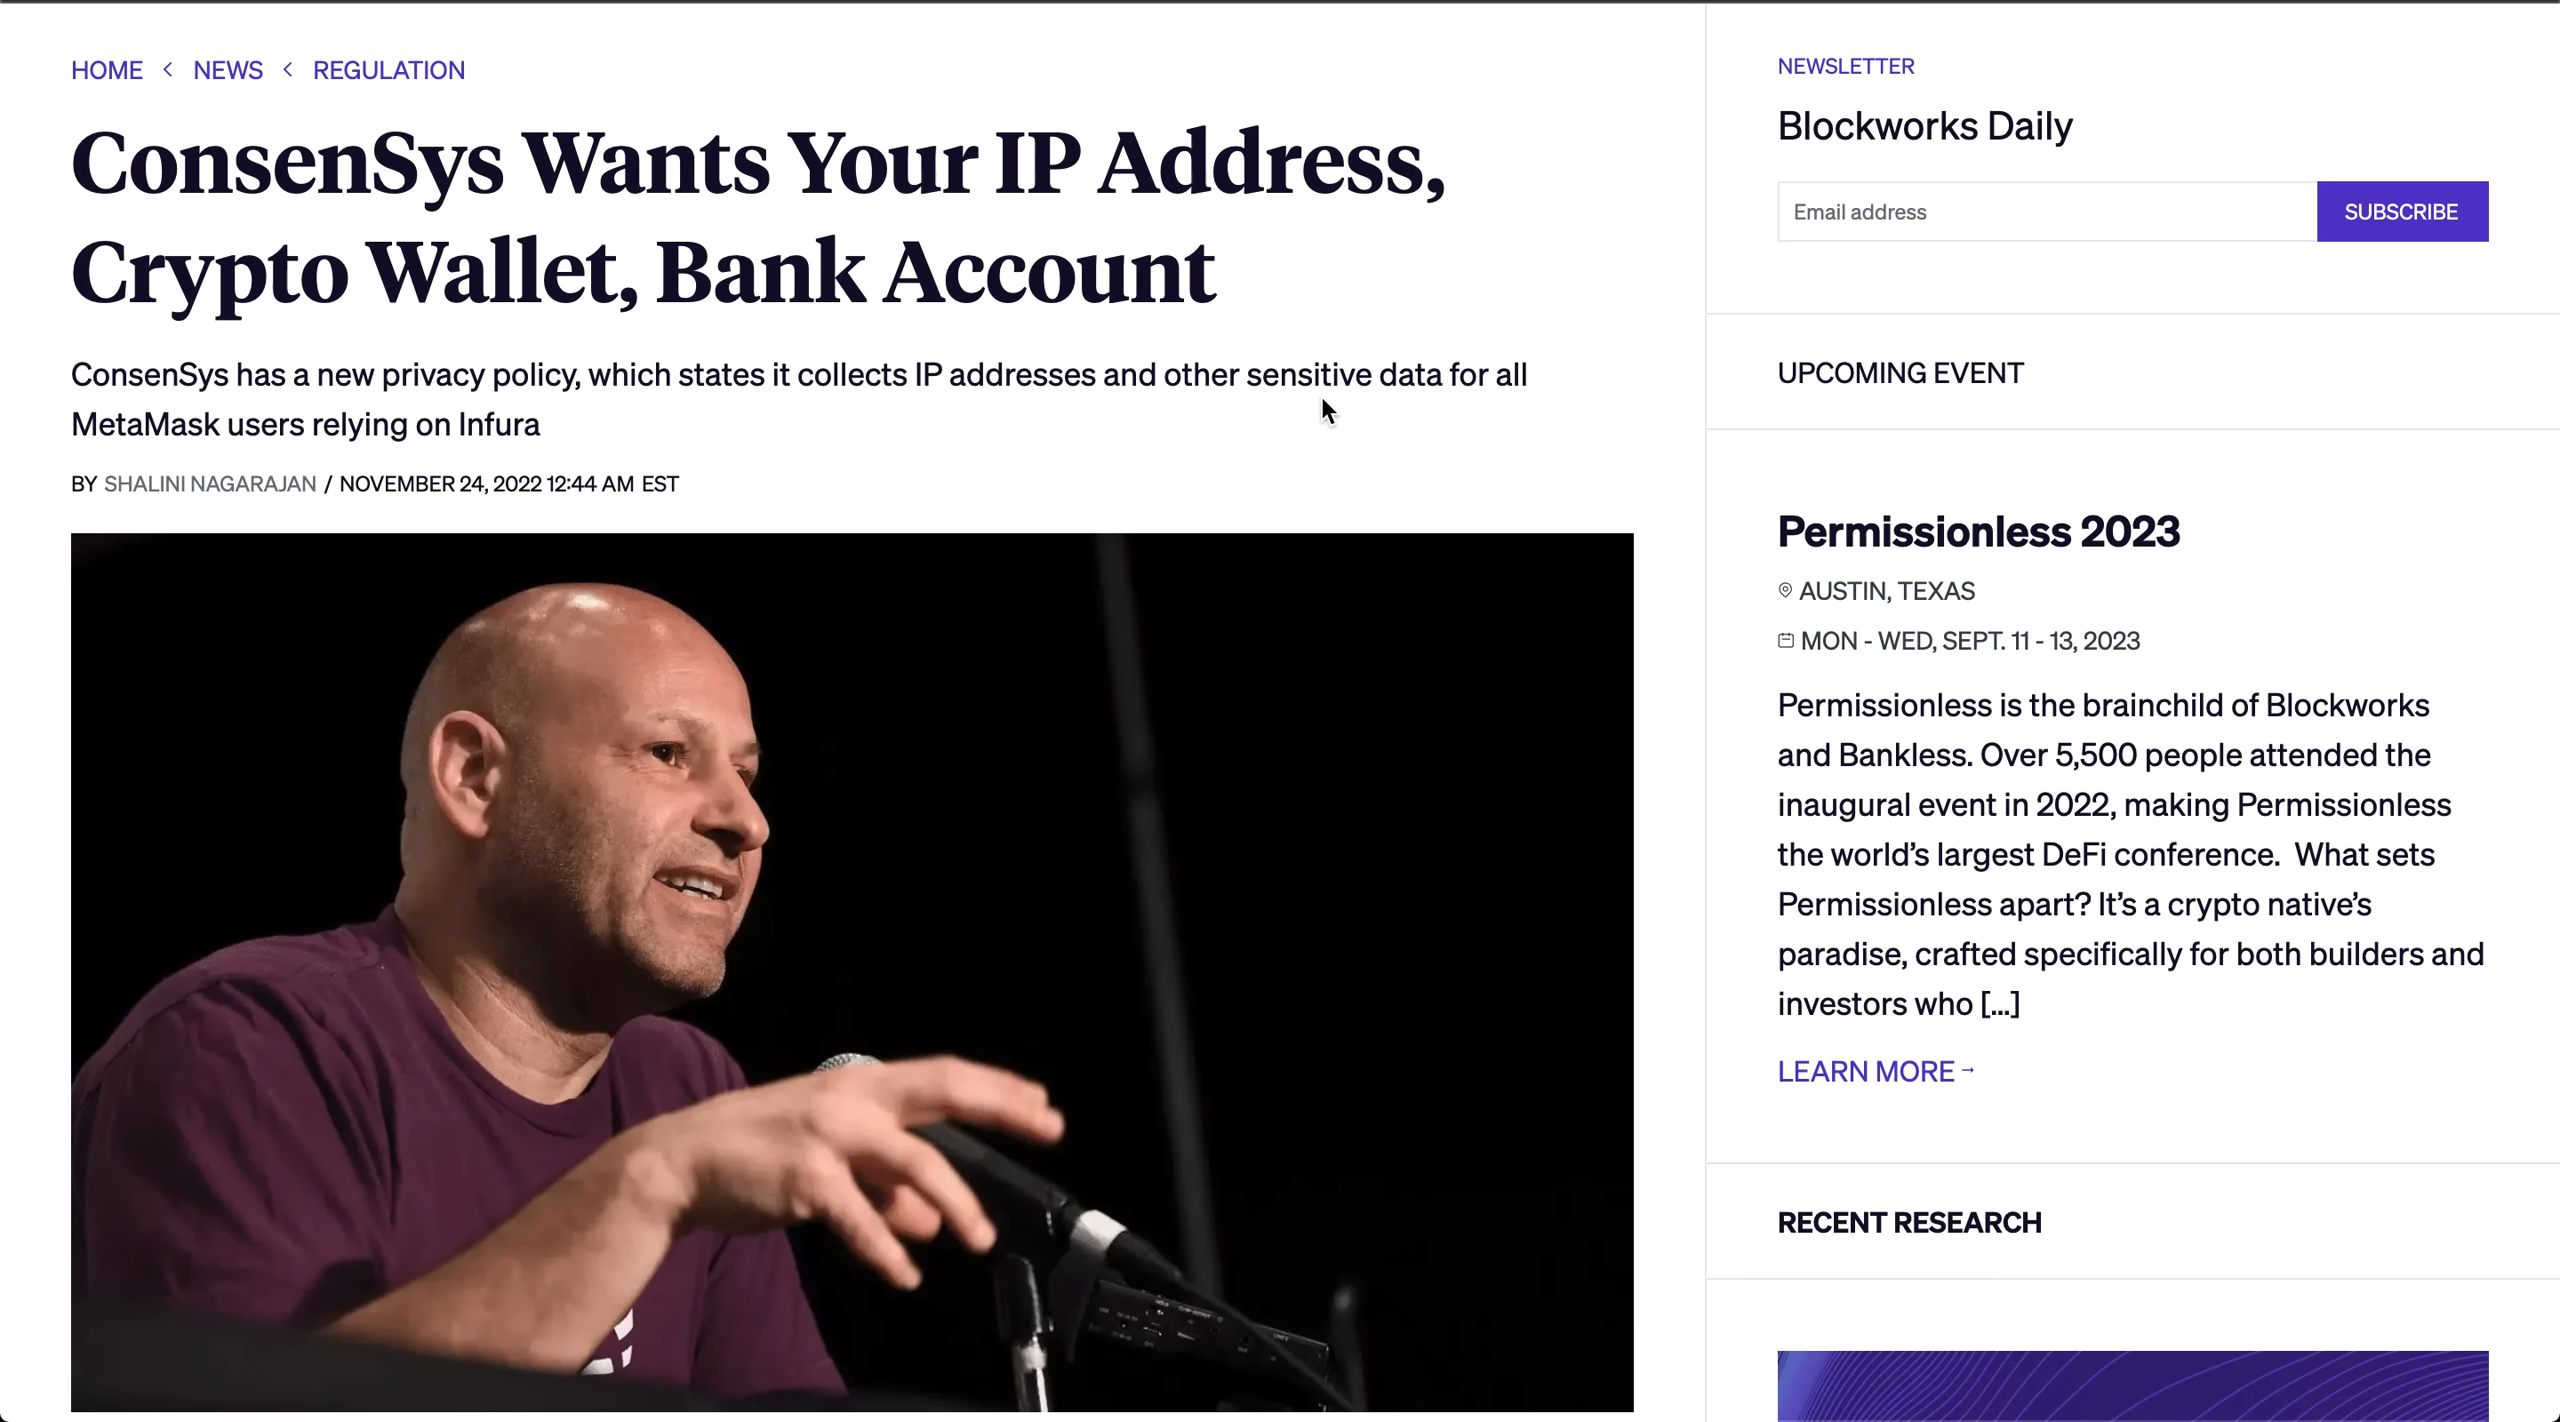 HOME < NEWS < REGULATION
ConsenSys Wants Your IP Address,
Crypto Wallet, Bank Account
ConsenSys has a new privacy policy, which states it collects IP addresses and other sensitive data for all
MetaMask users relying on Infura
BY SHALINI NAGARAJAN / NOVEMBER 24, 2022 12:44 AM EST
NEWSLETTER
Blockworks Daily
Email address
SUBSCRIBE
UPCOMING EVENT
Permissionless 2023
AUSTIN, TEXAS
MON - WED, SEPT. 11 - 13, 2023
Permissionless is the brainchild of Blockworks
and Bankless. Over 5,500 people attended the
inaugural event in 2022, making Permissionless
the world’s largest DeFi conference.  What sets
Permissionless apart? It’s a crypto native’s
paradise, crafted specifically for both builders and
investors who [...]
LEARN MORE →
RECENT RESEARCH